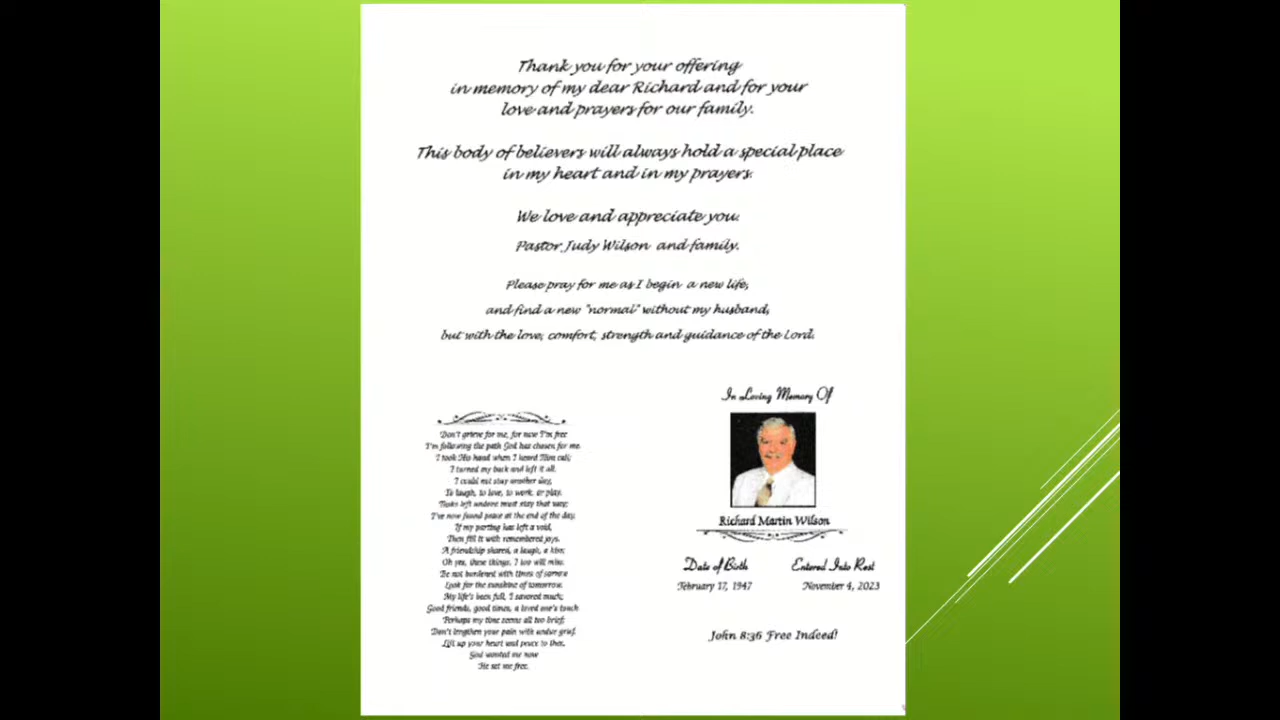 Thank you for your offering
in memory of my dear Richard and for your
love and prayers for our family.
This body of believers will always hold a special place
in my heart and in my prayers.
We love and appreciate you.
Pastor Judy Wilson and family.
Please pray for me as I begin a new life,
and find a new "normal" without my husband,
but with the love, comfort, strength and guidance of the Lord.
Don't grieve for me, for now I'm free
I'm following the path God has chosen for me.
I took His hand when I heard Him call;
I turned my back and left it all.
I could not stay another day,
To laugh, to love, to work, or play.
Tasks left undone must stay that way;
I've now found peace at the end of the day.
If my parting has left a void,
Then fill it with remembered joys.
A friendship shared, a laugh, a kiss;
Oh yes, these things, I too will miss.
Be not burdened with times of sorrow
Look for the sunshine of tomorrow.
My life's been full, I savored much;
Good friends, good times, a loved one's touch
Perhaps my time seems all too brief;
Don't lengthen your pain with undue grief.
Lift up your heart and peace to thee.
God wanted me now
He set me free.
In Loving Memory Of
Richard Martin Wilson
Date of Birth Entered Into Rest
February 17, 1947 November 4, 2023
John 8:36 Free Indeed!